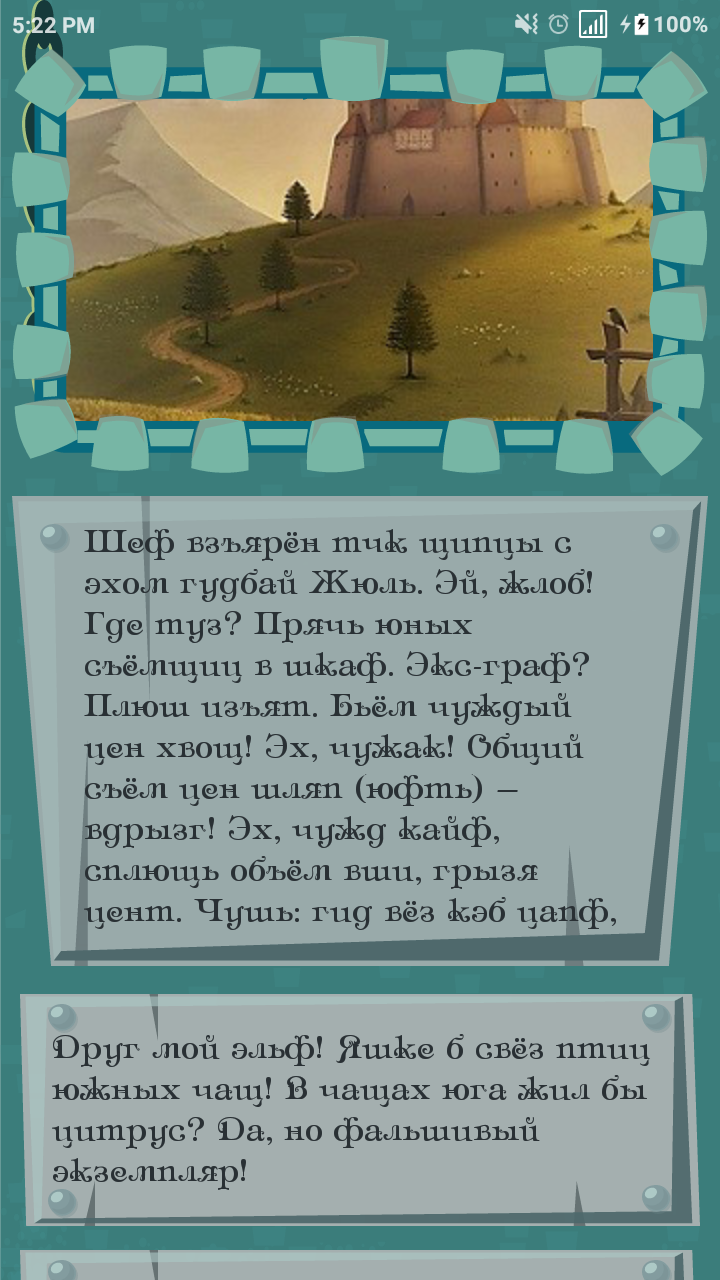 5:22 PM 100%
Шеф взъярён тчк щипцы с
эхом гудбай Жюль. Эй, жлоб!
Где туз? Прячь юных
съёмщиц в шкаф. Экс-граф?
Плюш изъят. Бьём чуждый
цен хвощ! Эх, чужак! Общий
съём цен шляп (юфть) –
вдрызг! Эх, чужд кайф,
сплющь объём вши, грызя
цент. Чушь: гид вёз кэб цапф,
Друг мой эльф! Яшке б свёз птиц
южных чащ! В чащах юга жил бы
цитрус? Да, но фальшивый
экземпляр!